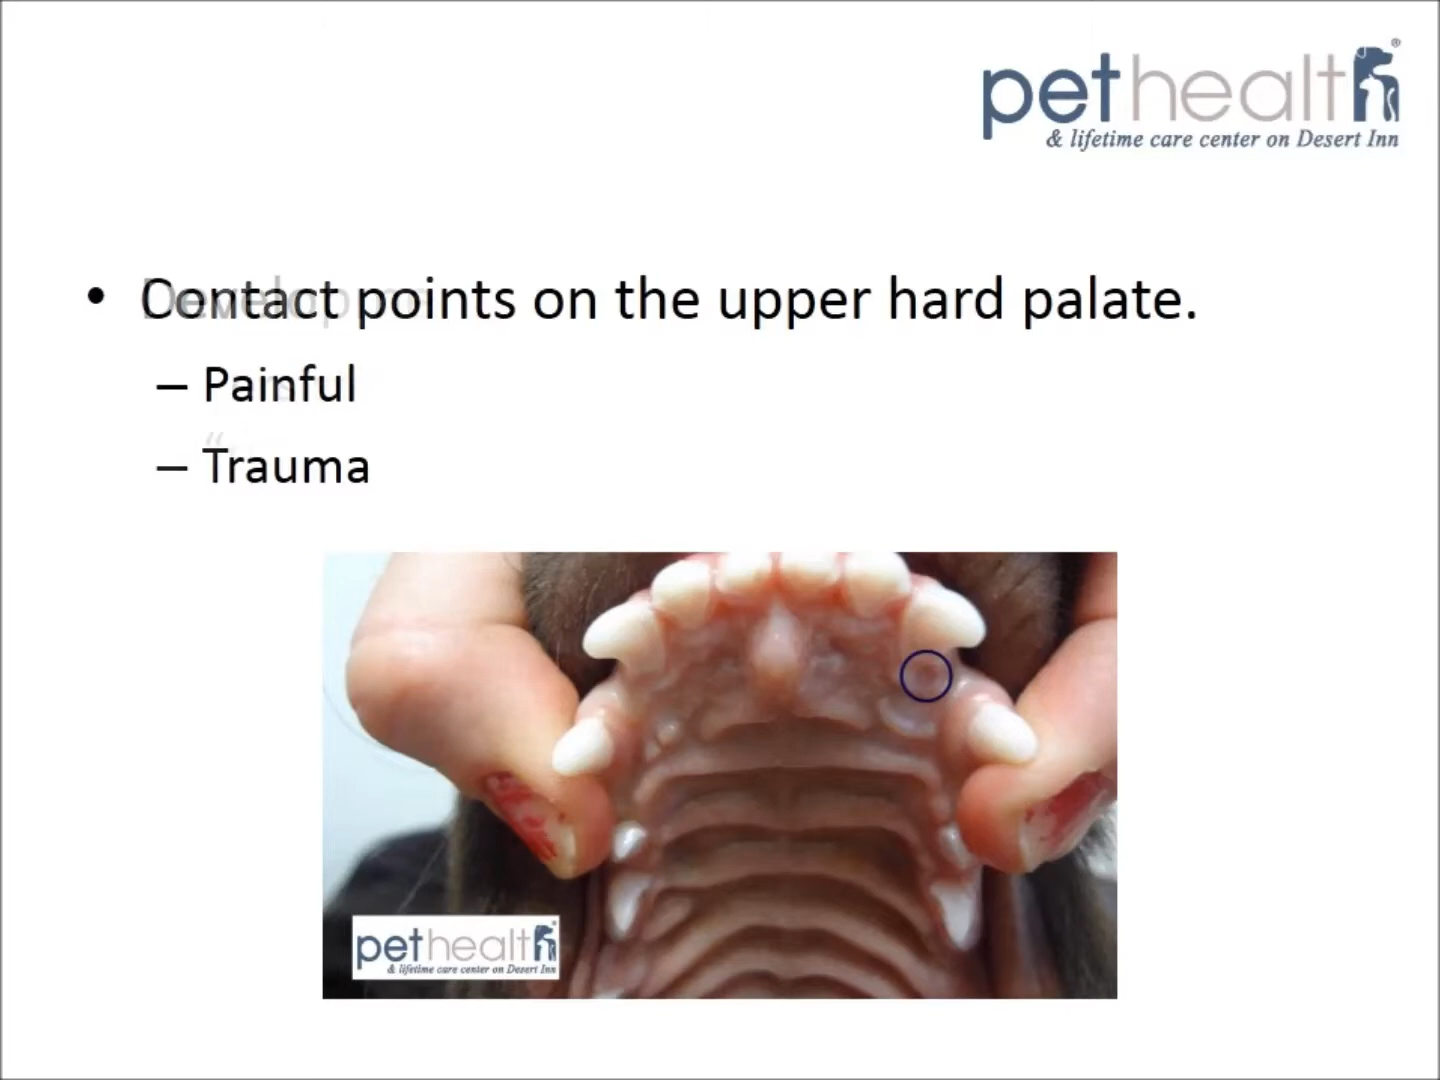 pethealth®
& lifetime care center on Desert Inn
• Contact points on the upper hard palate.
– Painful
– Trauma
pethealth
& lifetime care center on Desert Inn